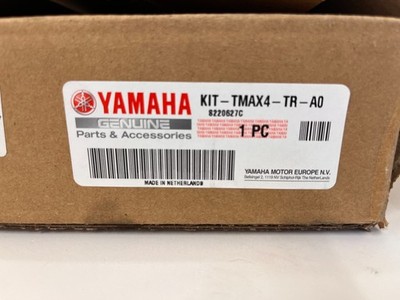 YAMAHA
GENUINE
Parts & Accessories
KIT-TMAX4-TR-A0
8220627C
1 PC
MADE IN NETHERLANDS
YAMAHA MOTOR EUROPE N.V.